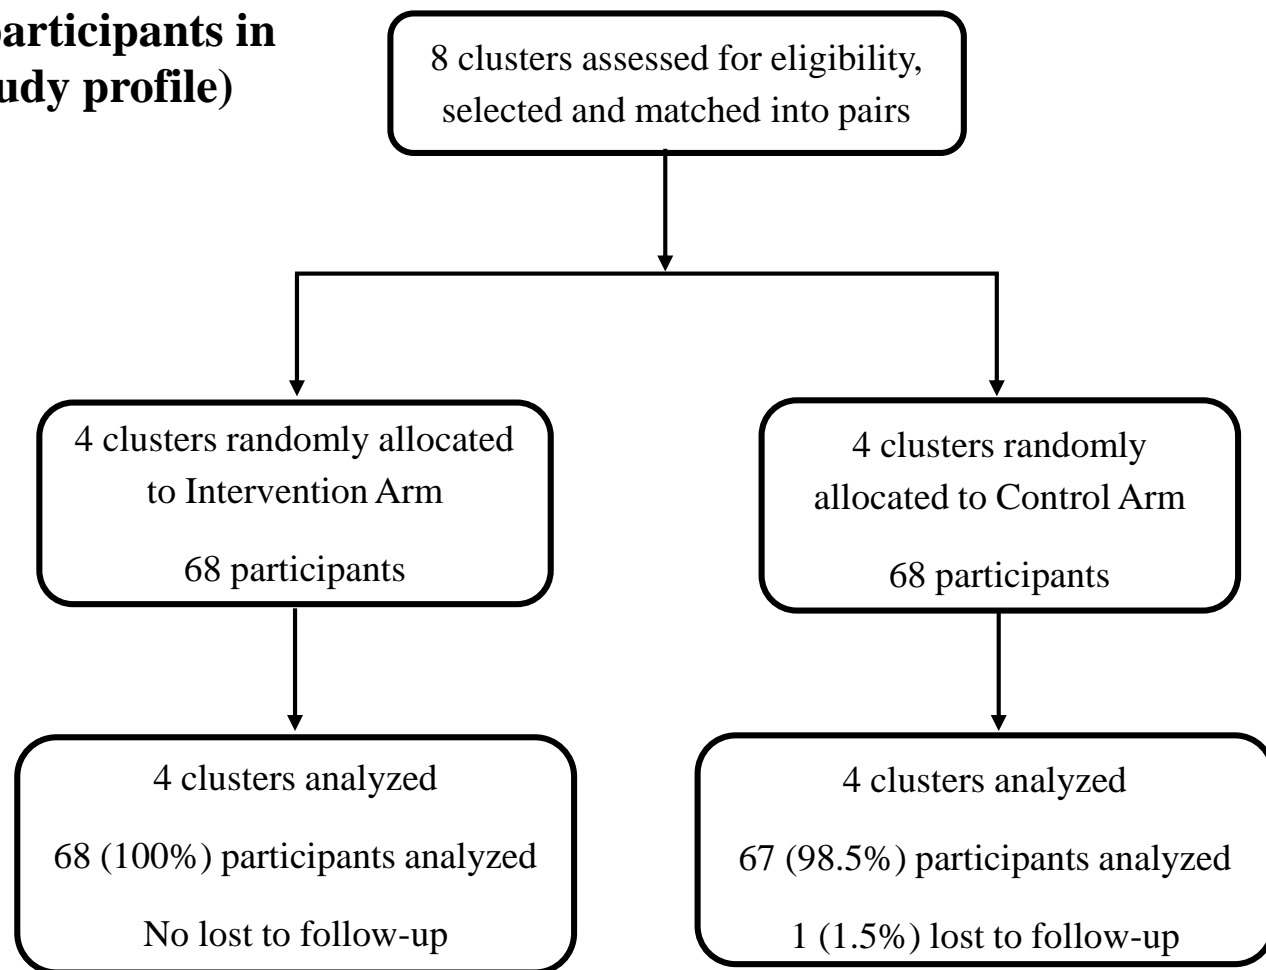 participants in
udy profile)
8 clusters assessed for eligibility,
selected and matched into pairs
4 clusters randomly allocated
to Intervention Arm
68 participants
4 clusters randomly
allocated to Control Arm
68 participants
4 clusters analyzed
68 (100%) participants analyzed
No lost to follow-up
4 clusters analyzed
67 (98.5%) participants analyzed
1 (1.5%) lost to follow-up